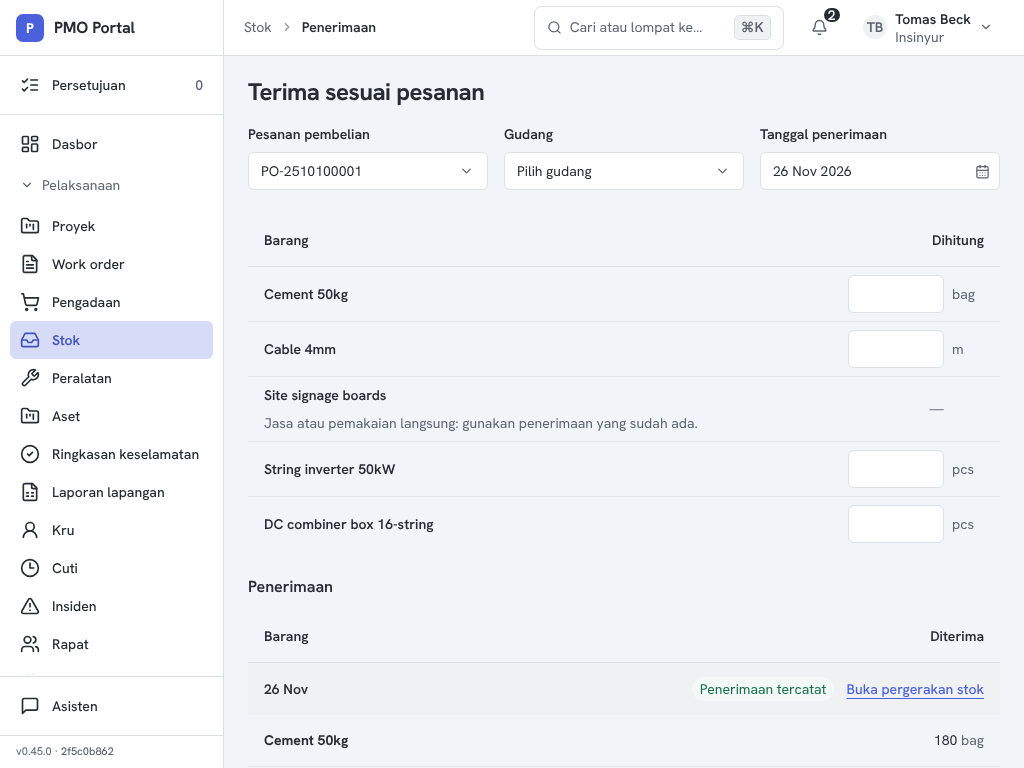 P PMO Portal
Stok > Penerimaan
Cari atau lompat ke... ⌘K
2
TB Tomas Beck
Insinyur
Persetujuan 0
Dasbor
Pelaksanaan
Proyek
Work order
Pengadaan
Stok
Peralatan
Aset
Ringkasan keselamatan
Laporan lapangan
Kru
Cuti
Insiden
Rapat
Asisten
v0.45.0 · 2f5c0b862
Terima sesuai pesanan
Pesanan pembelian Gudang Tanggal penerimaan
PO-2510100001 Pilih gudang 26 Nov 2026
Barang Dihitung
Cement 50kg bag
Cable 4mm m
Site signage boards —
Jasa atau pemakaian langsung: gunakan penerimaan yang sudah ada.
String inverter 50kW pcs
DC combiner box 16-string pcs
Penerimaan
Barang Diterima
26 Nov Penerimaan tercatat Buka pergerakan stok
Cement 50kg 180 bag